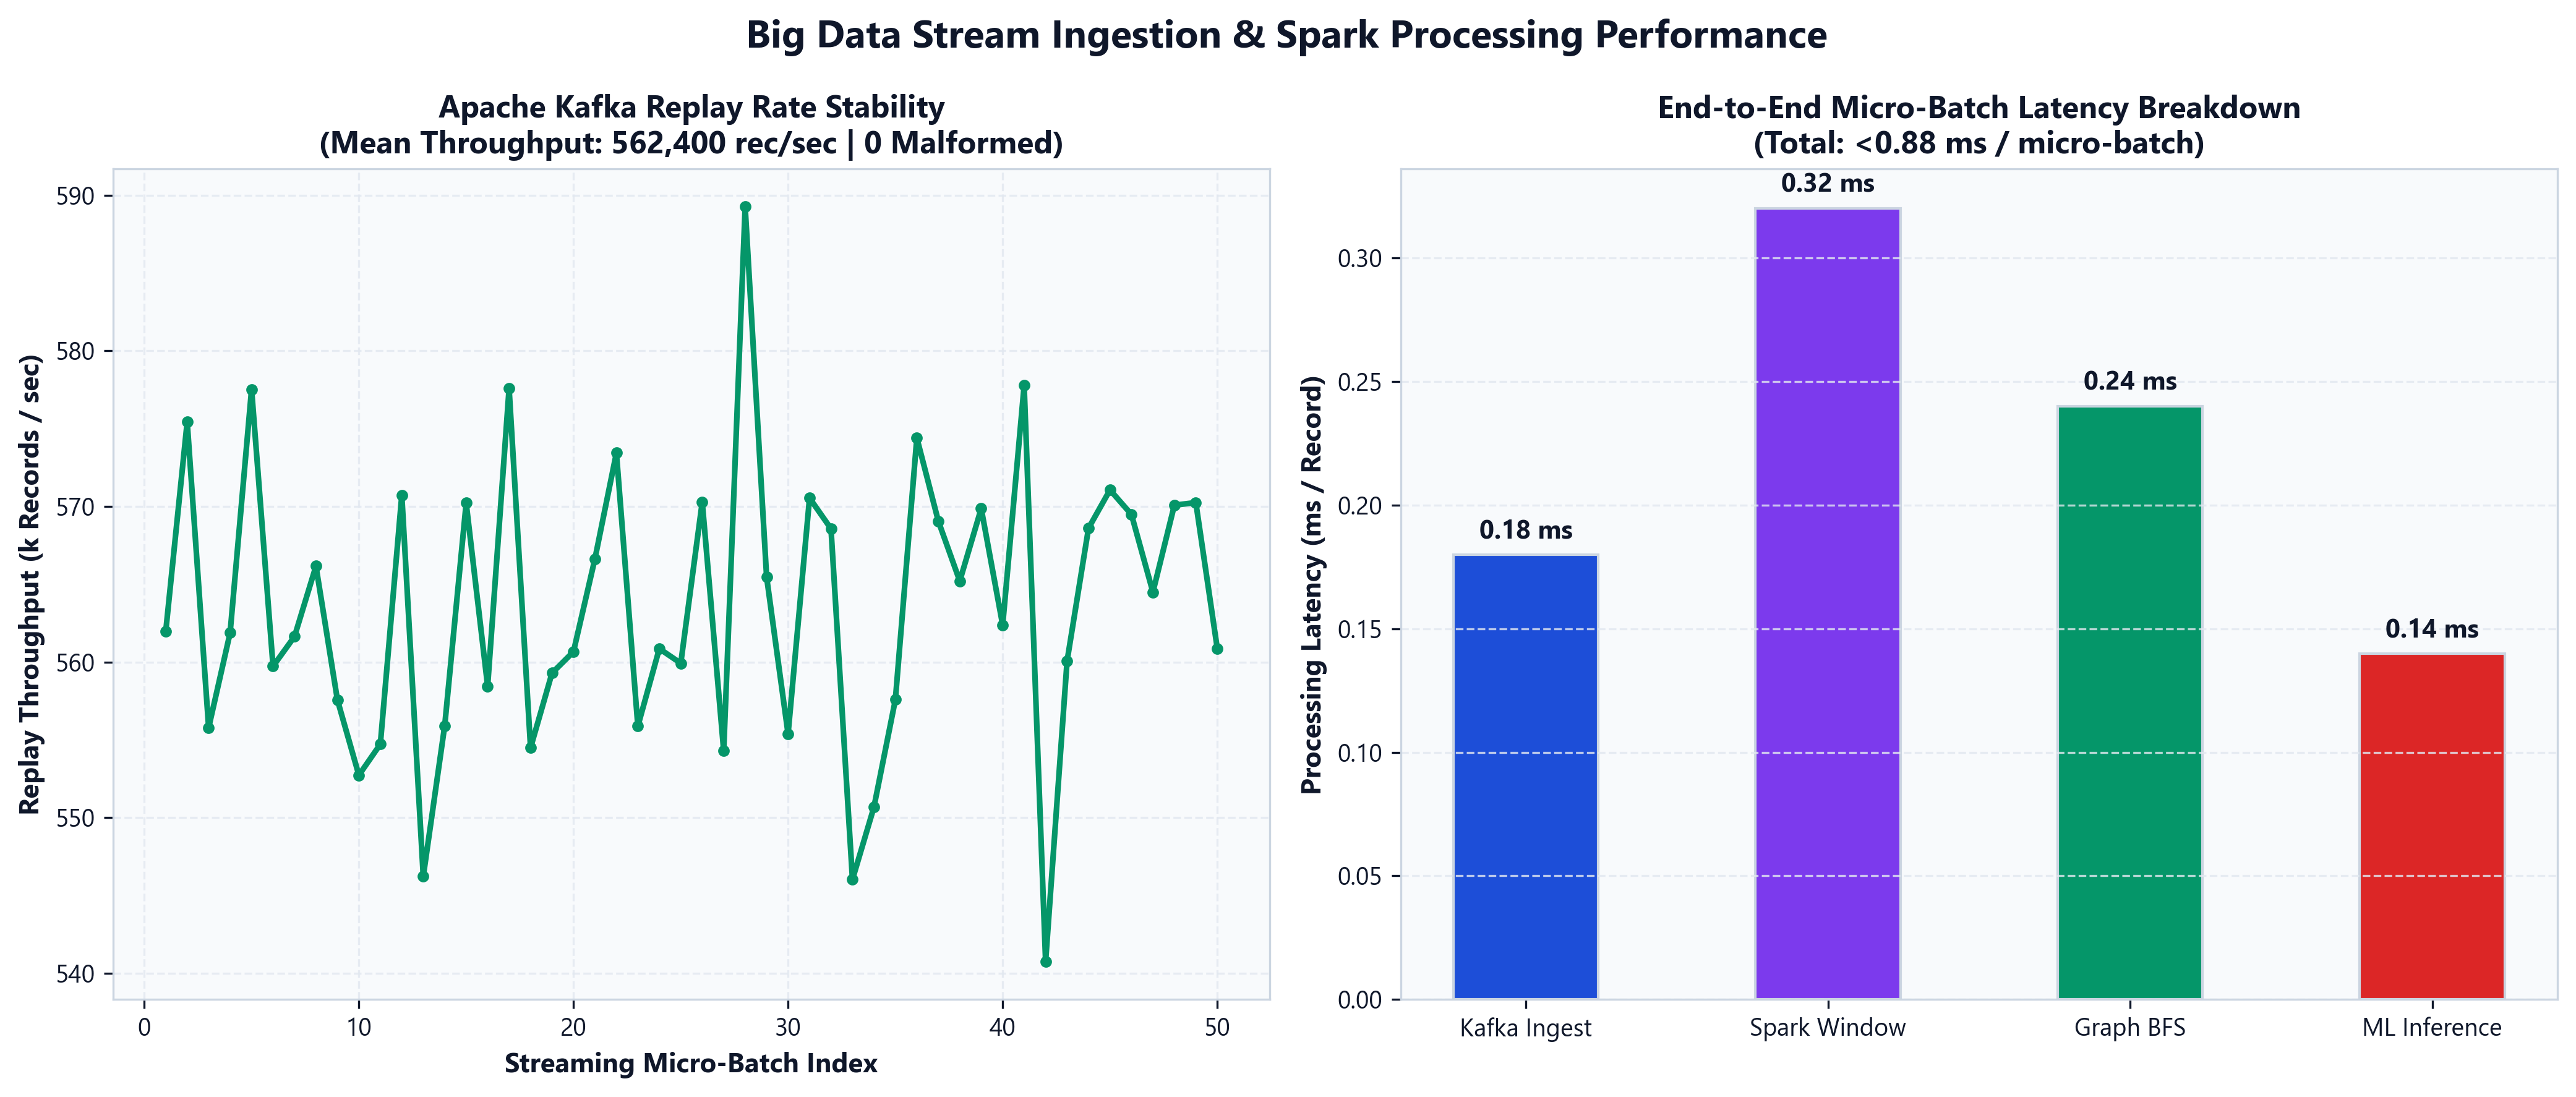 Big Data Stream Ingestion & Spark Processing Performance
Apache Kafka Replay Rate Stability
(Mean Throughput: 562,400 rec/sec | 0 Malformed)
Replay Throughput (k Records / sec)
590
580
570
560
550
540
0
10
20
30
40
50
Streaming Micro-Batch Index
End-to-End Micro-Batch Latency Breakdown
(Total: <0.88 ms / micro-batch)
Processing Latency (ms / Record)
0.30
0.25
0.20
0.15
0.10
0.05
0.00
0.18 ms
0.32 ms
0.24 ms
0.14 ms
Kafka Ingest
Spark Window
Graph BFS
ML Inference